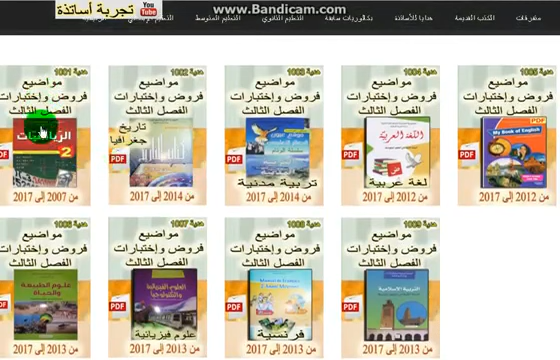 تجربة أساتذة
You Tube
www.Bandicam.com
متفرقات
الكتب القديمة
هدايا للأساتذة
بكالوريات سابقة
التعليم الثانوي
التعليم المتوسط
هدية 1001
مواضيع
فروض وإختبارات
الفصل الثالث
الرياضيات
2
PDF
من 2007 إلى 2017
هدية 1002
مواضيع
فروض وإختبارات
الفصل الثالث
تاريخ
جغرافيا
PDF
من 2014 إلى 2017
هدية 1003
مواضيع
فروض وإختبارات
الفصل الثالث
PDF
تربية مدنية
من 2014 إلى 2017
هدية 1004
مواضيع
فروض وإختبارات
الفصل الثالث
اللغة العربية
PDF
لغة عربية
من 2012 إلى 2017
هدية 1005
مواضيع
فروض وإختبارات
الفصل الثالث
PDF
My Book of English
من 2012 إلى 2017
هدية 1006
مواضيع
فروض وإختبارات
الفصل الثالث
علوم الطبيعة
والحياة
PDF
من 2013 إلى 2017
هدية 1007
مواضيع
فروض وإختبارات
الفصل الثالث
العلوم الفيزيائية
والتكنولوجيا
PDF
علوم فيزيائية
من 2013 إلى 2017
هدية 1008
مواضيع
فروض وإختبارات
الفصل الثالث
PDF
فرنسية
من 2013 إلى 2017
هدية 1009
مواضيع
فروض وإختبارات
الفصل الثالث
التربية الإسلامية
PDF
من 2013 إلى 2017